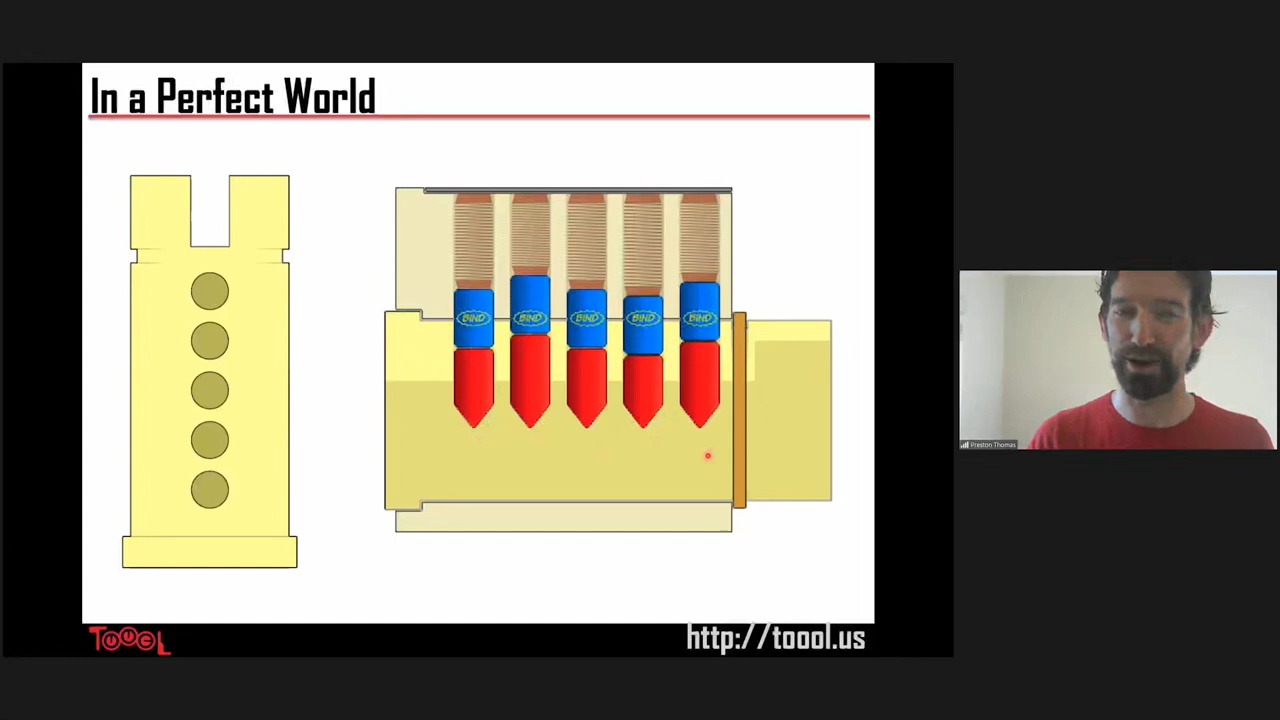 In a Perfect World
BIND BIND BIND BIND BIND
Preston Thomas
TOOOL
http://toool.us